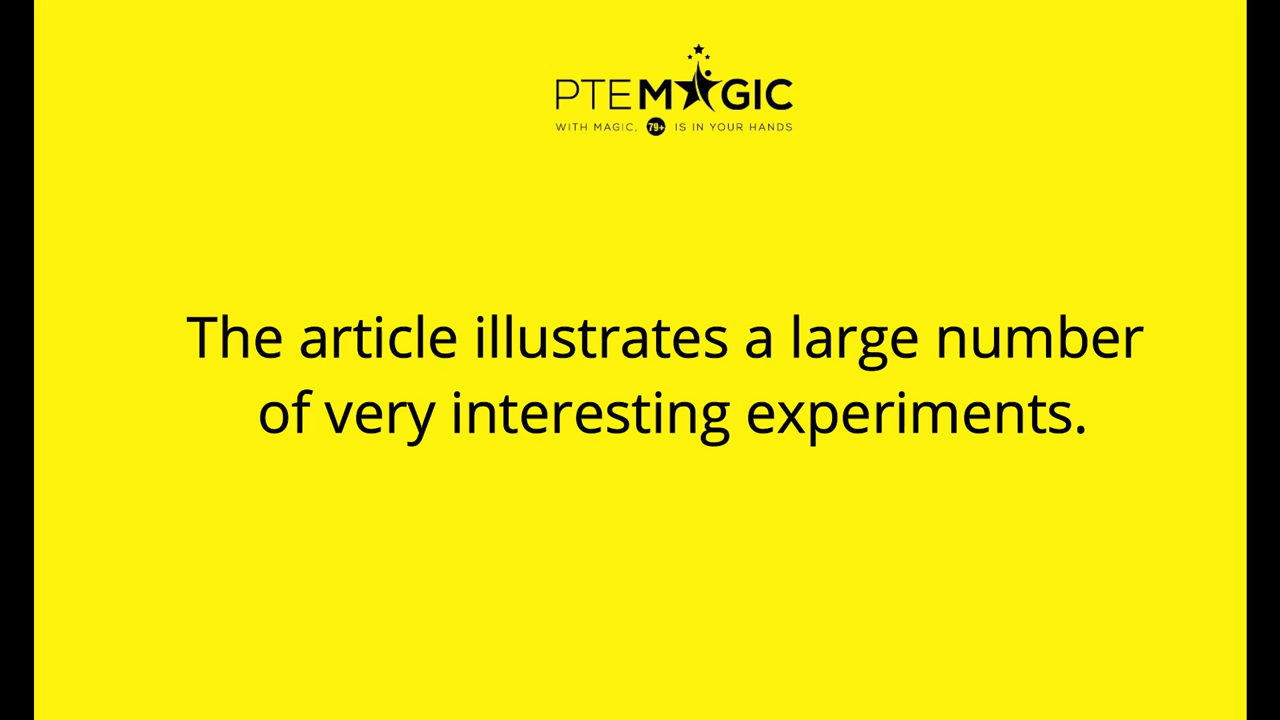 PTEMAGIC
WITH MAGIC, 79+ IS IN YOUR HANDS
The article illustrates a large number
of very interesting experiments.